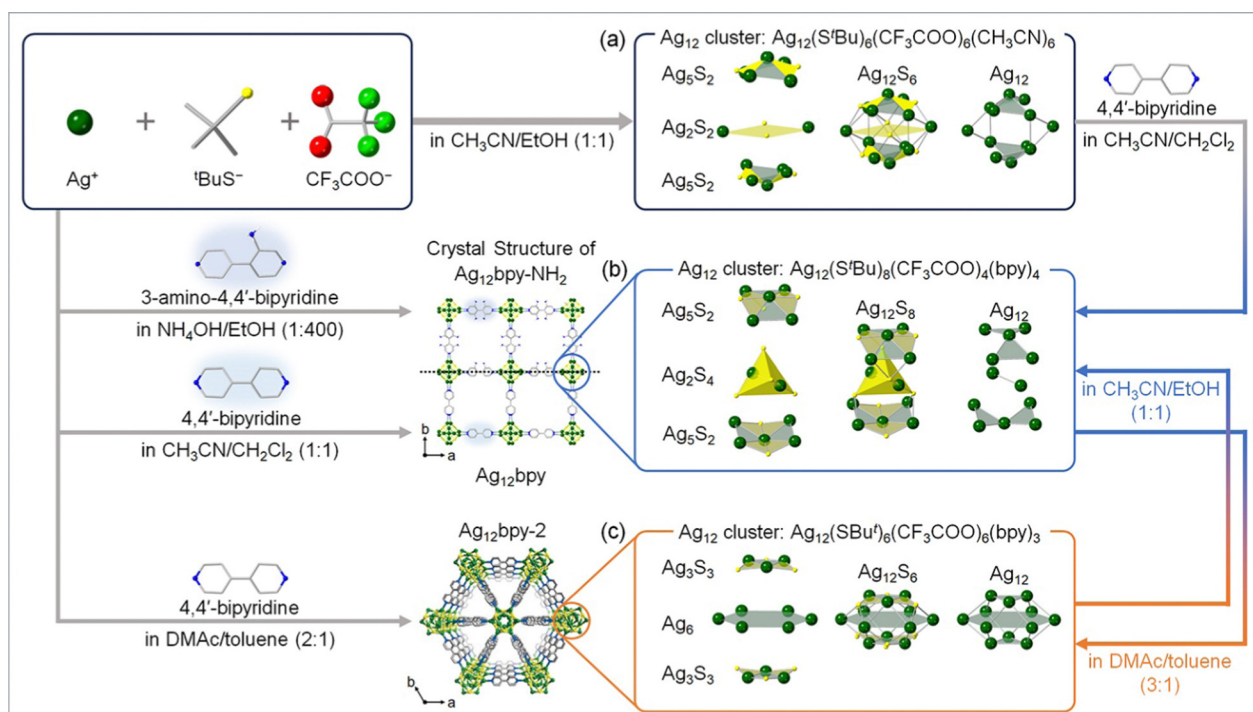 (a) Ag₁₂ cluster: Ag₁₂(SᵗBu)₆(CF₃COO)₆(CH₃CN)₆
Ag⁺
+
ᵗBuS⁻
+
CF₃COO⁻
in CH₃CN/EtOH (1:1)
Ag₅S₂
Ag₂S₂
Ag₅S₂
Ag₁₂S₆
Ag₁₂
4,4′-bipyridine
in CH₃CN/CH₂Cl₂
3-amino-4,4′-bipyridine
in NH₄OH/EtOH (1:400)
4,4′-bipyridine
in CH₃CN/CH₂Cl₂ (1:1)
Crystal Structure of
Ag₁₂bpy-NH₂
b
a
Ag₁₂bpy
(b) Ag₁₂ cluster: Ag₁₂(SᵗBu)₈(CF₃COO)₄(bpy)₄
Ag₅S₂
Ag₂S₄
Ag₅S₂
Ag₁₂S₈
Ag₁₂
in CH₃CN/EtOH
(1:1)
4,4′-bipyridine
in DMAc/toluene (2:1)
Ag₁₂bpy-2
b
a
(c) Ag₁₂ cluster: Ag₁₂(SBuᵗ)₆(CF₃COO)₆(bpy)₃
Ag₃S₃
Ag₆
Ag₃S₃
Ag₁₂S₆
Ag₁₂
in DMAc/toluene
(3:1)